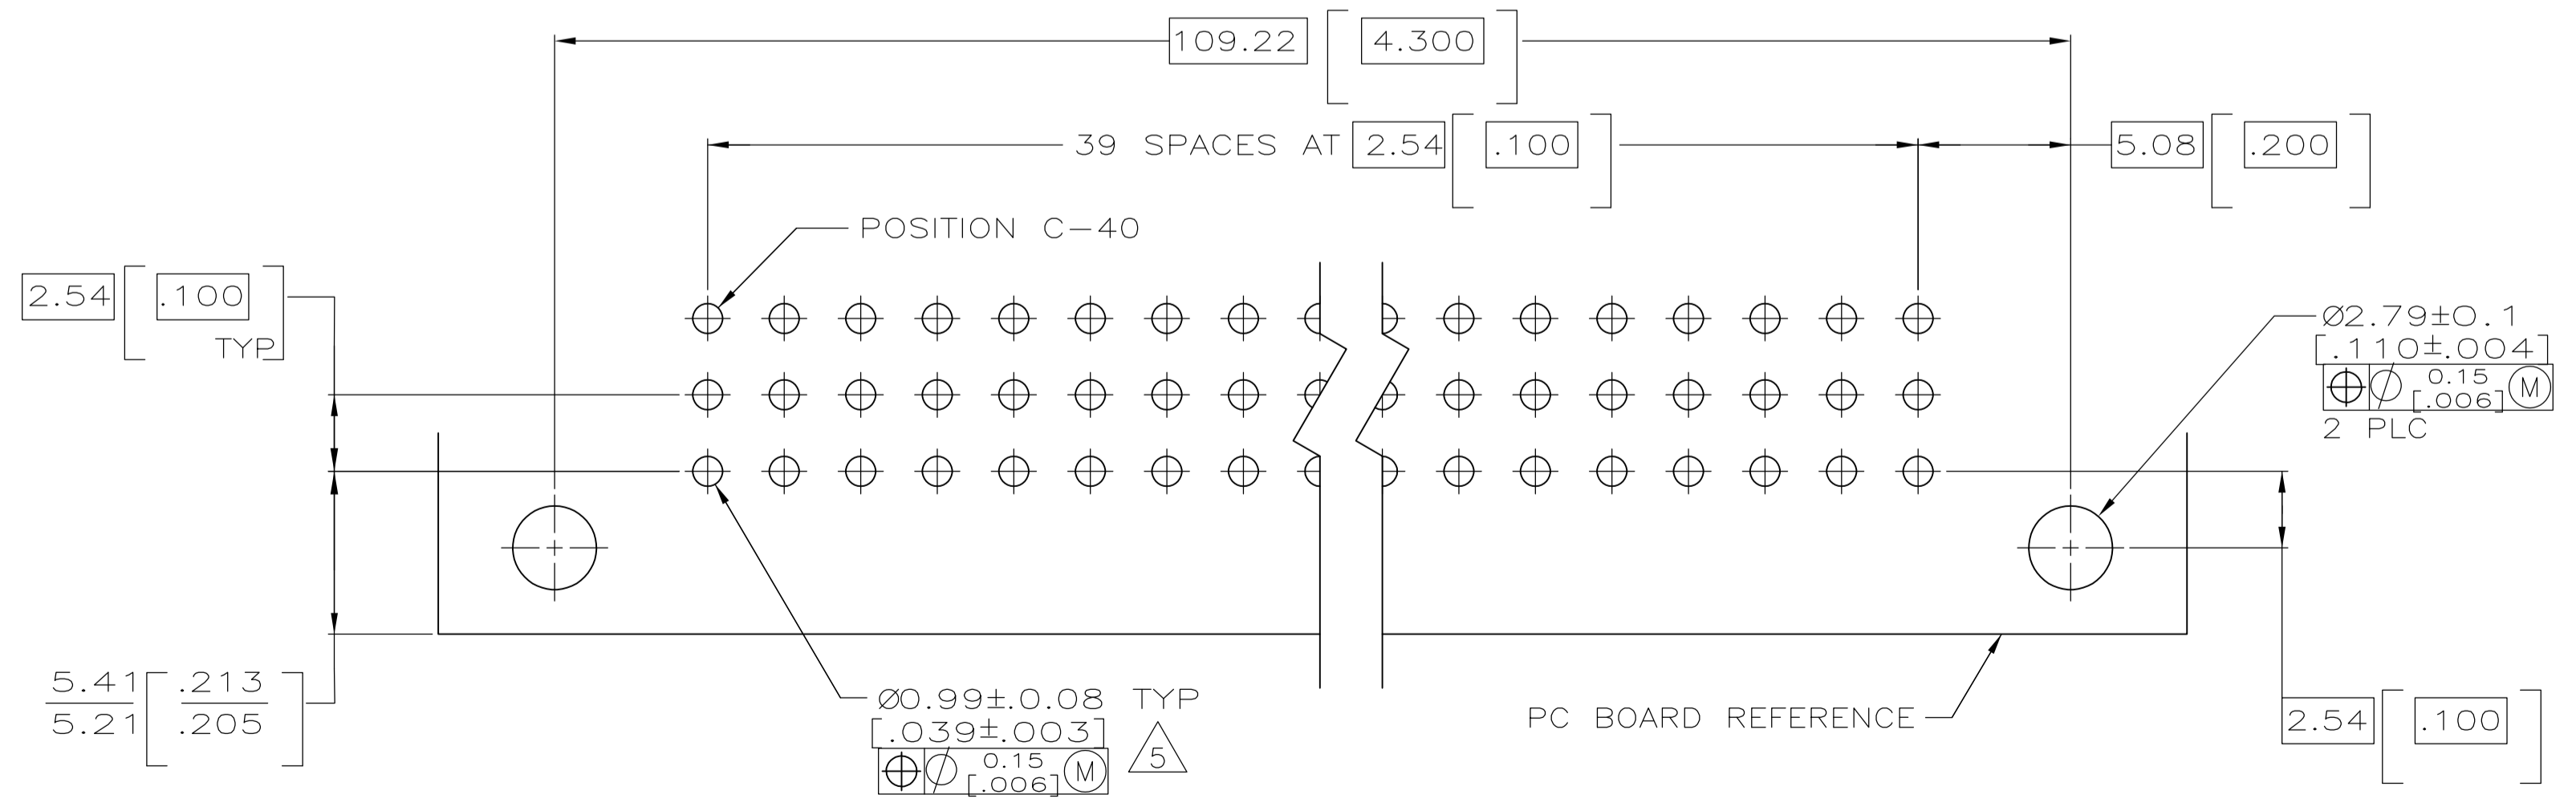 109.22 [ 4.300 ]
39 SPACES AT 2.54 [ .100 ]
5.08 [ .200 ]
POSITION C-40
2.54 [ .100 ]
TYP
Ø2.79±0.1
[.110±.004]
⌖ ⌀ 0.15 Ⓜ
[.006]
2 PLC
5.41 [ .213 ]
5.21 [ .205 ]
Ø0.99±0.08 TYP
[.039±.003]
5
⌖ ⌀ 0.15 Ⓜ
[.006]
PC BOARD REFERENCE
2.54 [ .100 ]